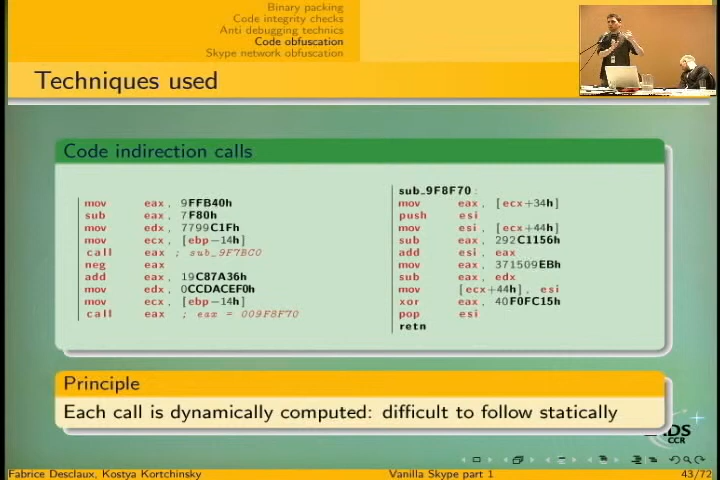 Binary packing
Code integrity checks
Anti debugging technics
Code obfuscation
Skype network obfuscation
Techniques used
Code indirection calls
mov eax, 9FFB40h
sub eax, 7F80h
mov edx, 7799C1Fh
mov ecx, [ebp-14h]
call eax ; sub_9F7BC0
neg eax
add eax, 19C87A36h
mov edx, 0CCDACEF0h
mov ecx, [ebp-14h]
call eax ; eax = 009F8F70
sub_9F8F70:
mov eax, [ecx+34h]
push esi
mov esi, [ecx+44h]
sub eax, 292C1156h
add esi, eax
mov eax, 371509EBh
sub eax, edx
mov [ecx+44h], esi
xor eax, 40F0FC15h
pop esi
retn
Principle
Each call is dynamically computed: difficult to follow statically
CCR
Fabrice Desclaux, Kostya Kortchinsky
Vanilla Skype part 1
43/72